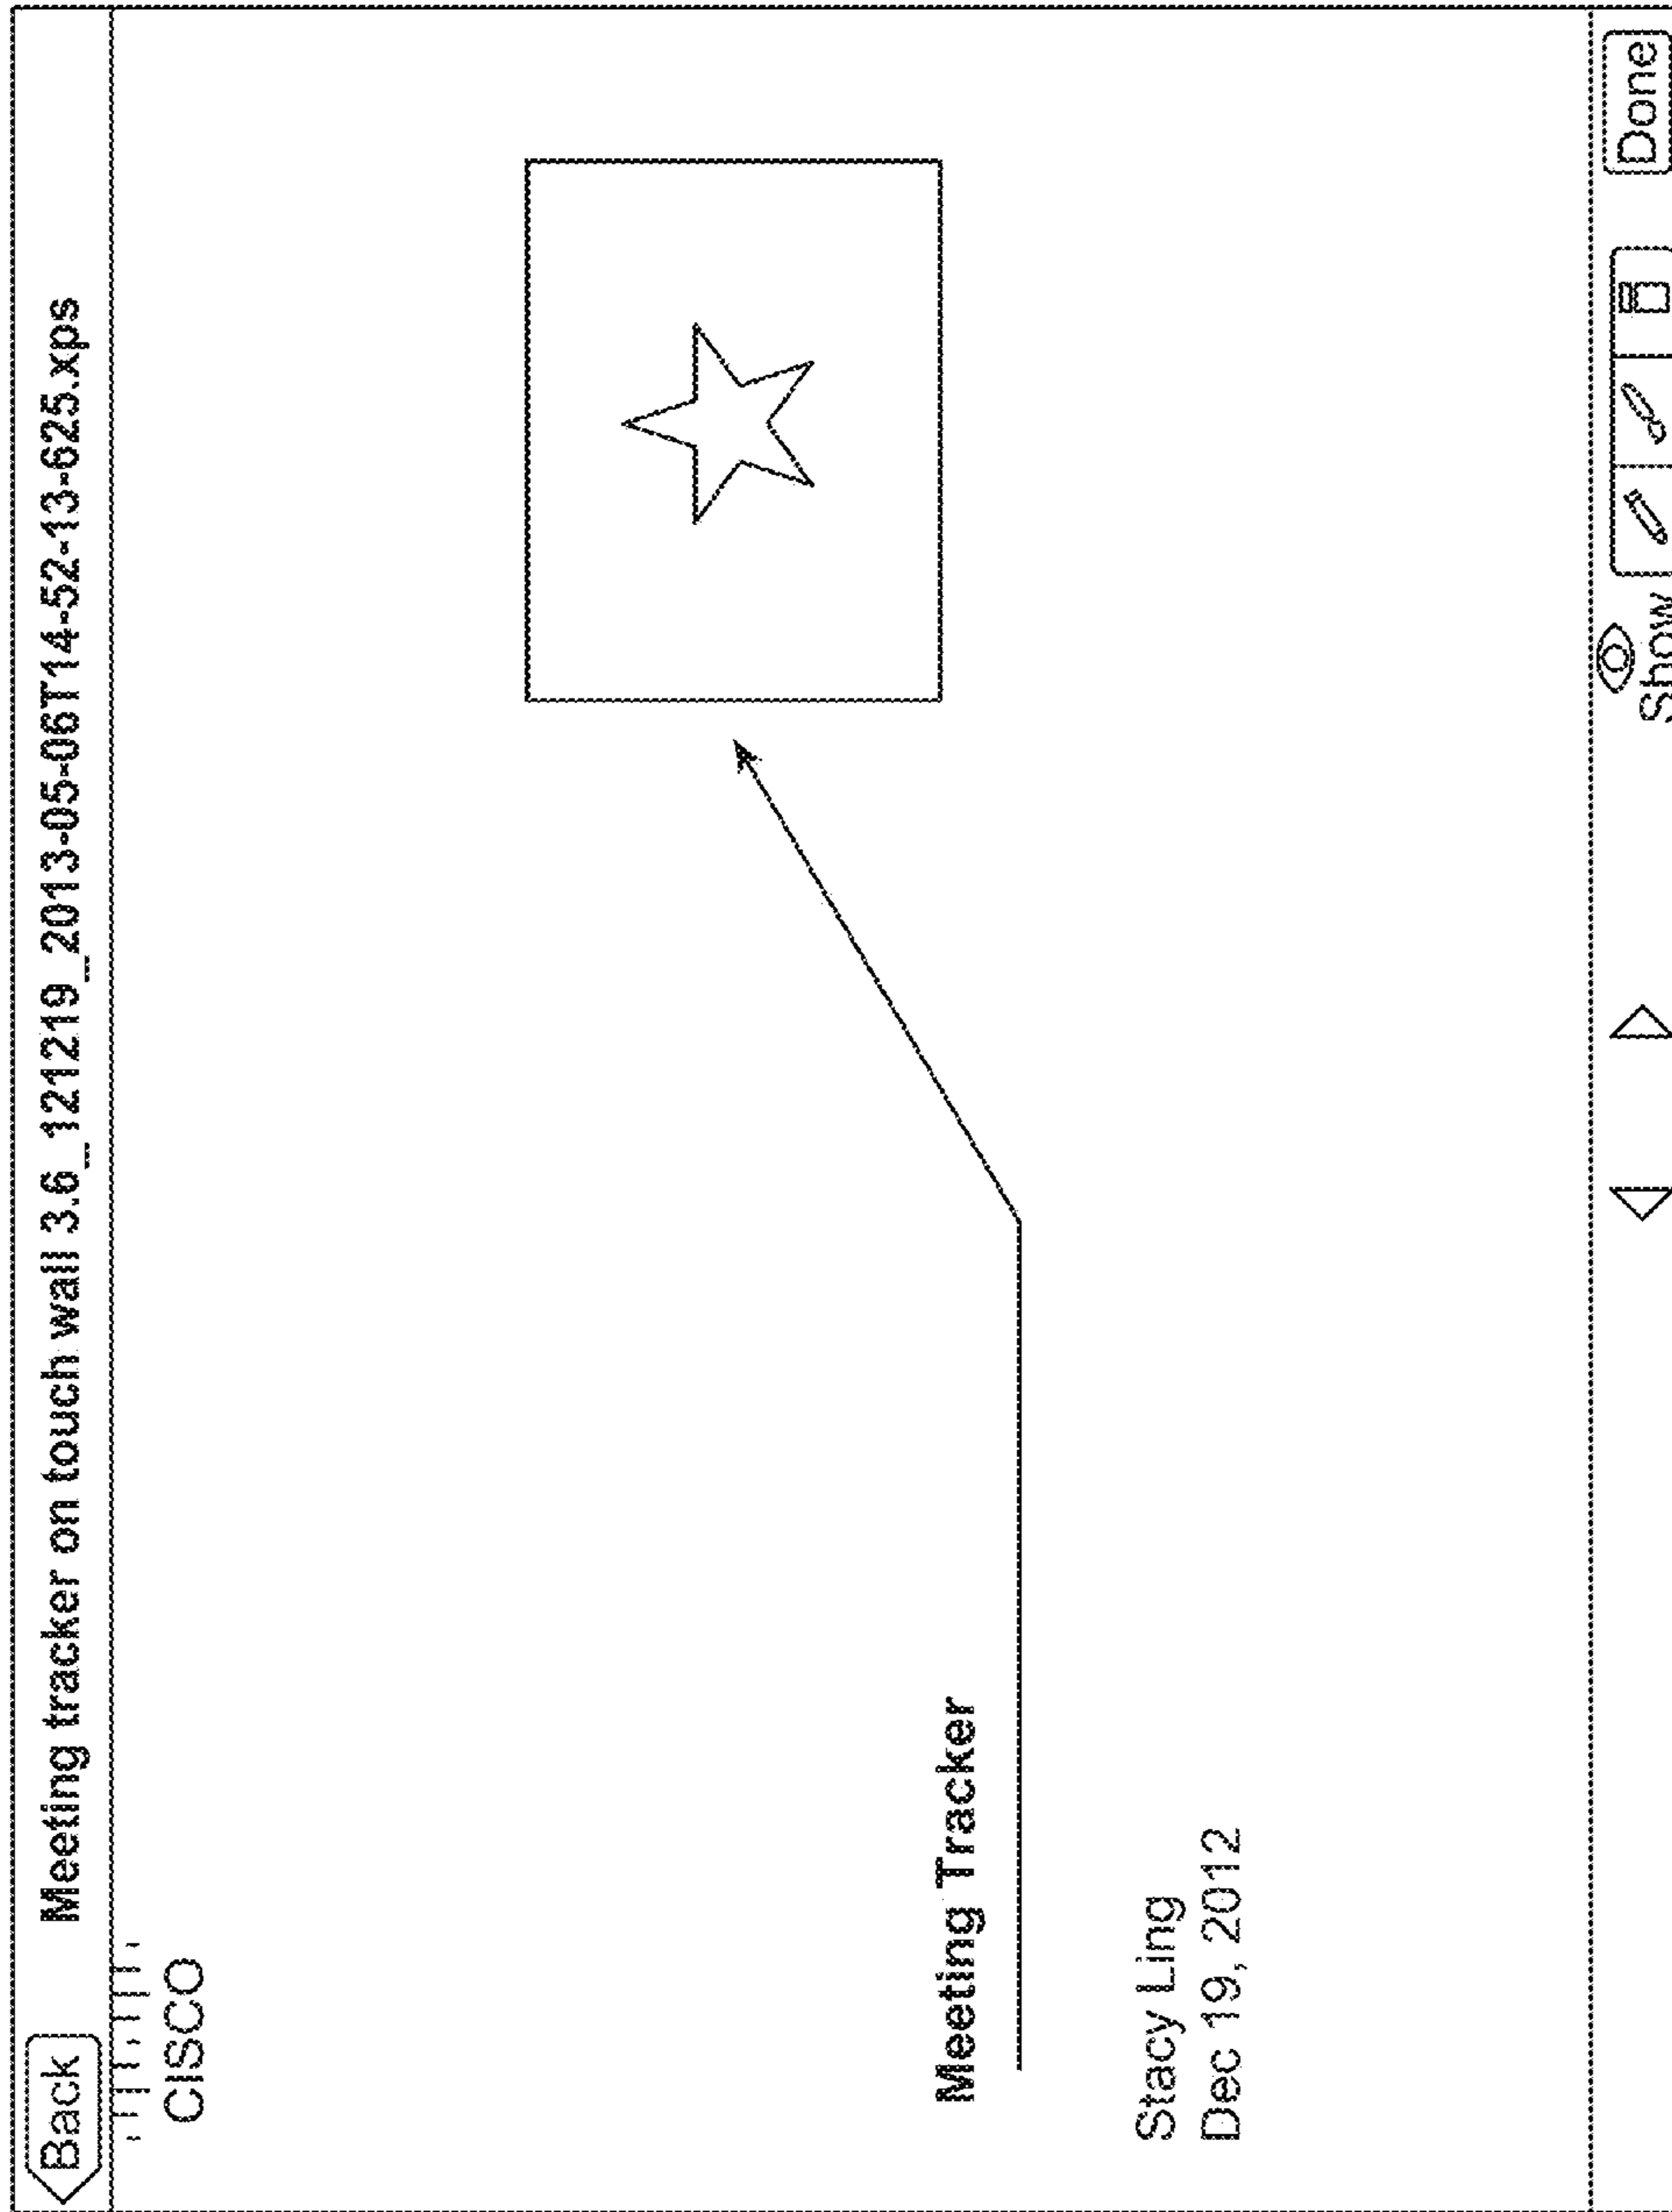 Back
Meeting tracker on touch wall 3.6_121219_2013-05-06T14-52-13-625.xps
CISCO
Meeting Tracker
Stacy Ling
Dec 19, 2012
Show
Done